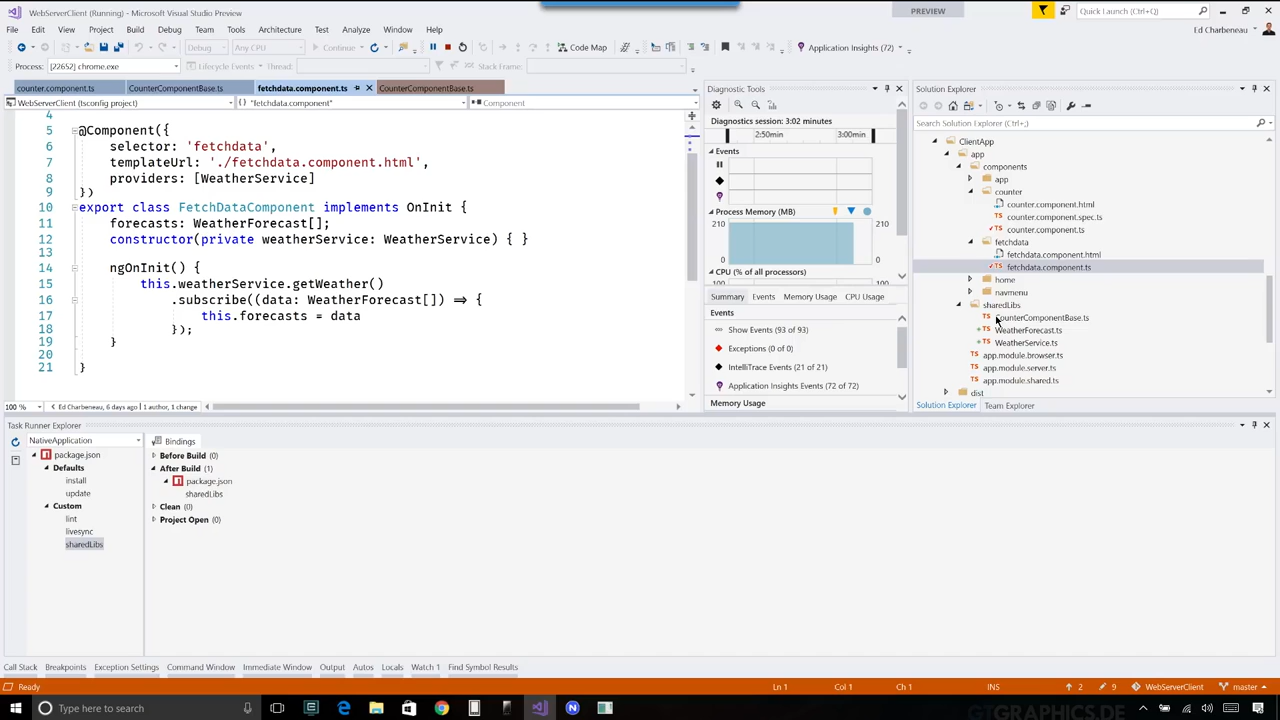 WebServerClient (Running) - Microsoft Visual Studio Preview
PREVIEW
Quick Launch (Ctrl+;)
File Edit View Project Build Debug Team Tools Architecture Test Analyze Window Help
Ed Charbeneau
Debug Any CPU Continue Code Map Application Insights (72)
Process: [22652] chrome.exe Lifecycle Events Thread: Stack Frame:
counter.component.ts CounterComponentBase.ts fetchdata.component.ts CounterComponentBase.ts
WebServerClient (tsconfig project) "fetchdata.component" Component
4
5 @Component({
6 selector: 'fetchdata',
7 templateUrl: './fetchdata.component.html',
8 providers: [WeatherService]
9 })
10 export class FetchDataComponent implements OnInit {
11 forecasts: WeatherForecast[];
12 constructor(private weatherService: WeatherService) { }
13
14 ngOnInit() {
15 this.weatherService.getWeather()
16 .subscribe((data: WeatherForecast[]) => {
17 this.forecasts = data
18 });
19 }
20
21 }
100 % Ed Charbeneau, 6 days ago | 1 author, 1 change
Diagnostic Tools
Diagnostics session: 3:02 minutes
2:50min 3:00min
Events
Process Memory (MB)
210 210
0 0
CPU (% of all processors)
Summary Events Memory Usage CPU Usage
Events
Show Events (93 of 93)
Exceptions (0 of 0)
IntelliTrace Events (21 of 21)
Application Insights Events (72 of 72)
Memory Usage
Solution Explorer
Search Solution Explorer (Ctrl+;)
ClientApp
app
components
app
counter
counter.component.html
counter.component.spec.ts
counter.component.ts
fetchdata
fetchdata.component.html
fetchdata.component.ts
home
navmenu
sharedLibs
CounterComponentBase.ts
WeatherForecast.ts
WeatherService.ts
app.module.browser.ts
app.module.server.ts
app.module.shared.ts
dist
Solution Explorer Team Explorer
Task Runner Explorer
NativeApplication
package.json
Defaults
install
update
Custom
lint
livesync
sharedLibs
Bindings
Before Build (0)
After Build (1)
package.json
sharedLibs
Clean (0)
Project Open (0)
Call Stack Breakpoints Exception Settings Command Window Immediate Window Output Autos Locals Watch 1 Find Symbol Results
Ready Ln 1 Col 1 Ch 1 INS 2 9 WebServerClient master
Type here to search
GTGRAPHICS.DE